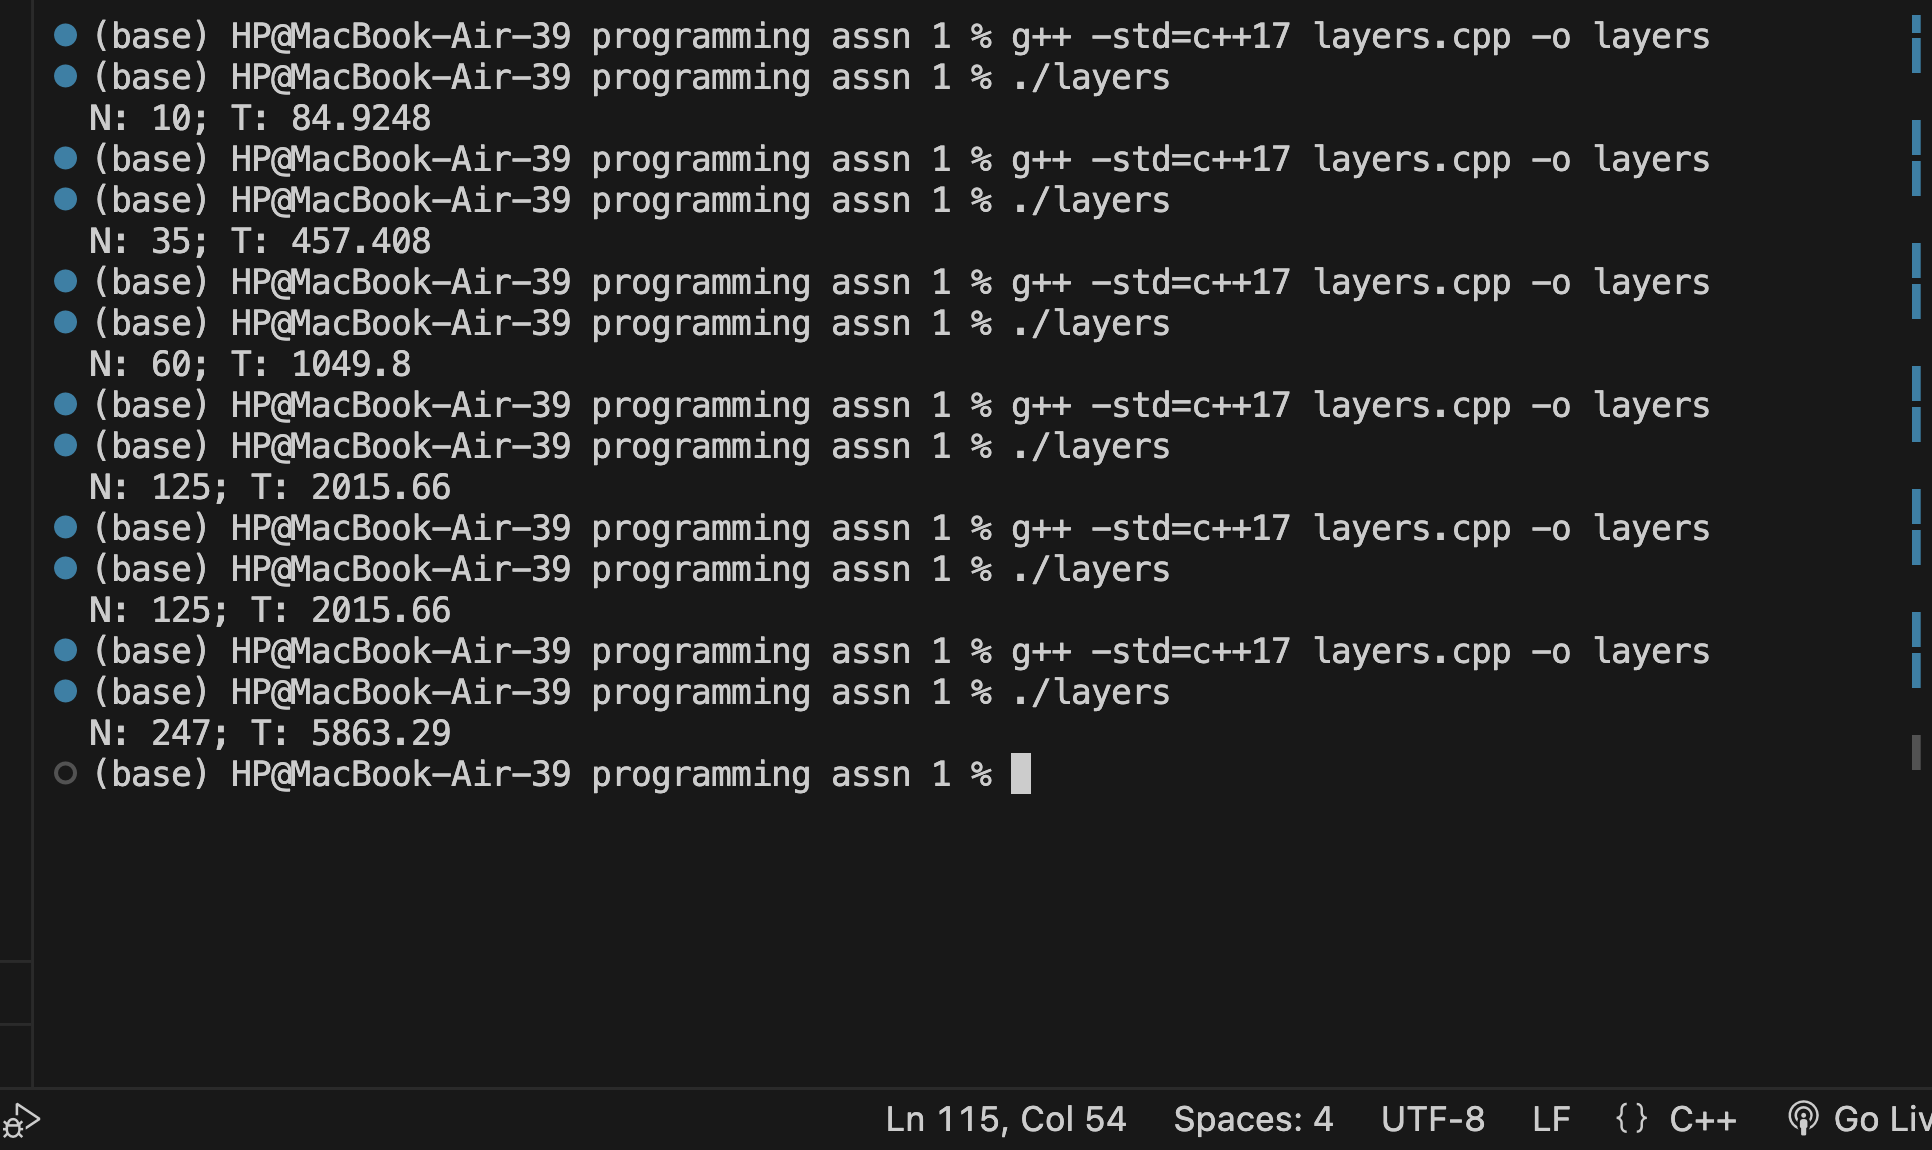 (base) HP@MacBook-Air-39 programming assn 1 % g++ -std=c++17 layers.cpp -o layers
(base) HP@MacBook-Air-39 programming assn 1 % ./layers
N: 10; T: 84.9248
(base) HP@MacBook-Air-39 programming assn 1 % g++ -std=c++17 layers.cpp -o layers
(base) HP@MacBook-Air-39 programming assn 1 % ./layers
N: 35; T: 457.408
(base) HP@MacBook-Air-39 programming assn 1 % g++ -std=c++17 layers.cpp -o layers
(base) HP@MacBook-Air-39 programming assn 1 % ./layers
N: 60; T: 1049.8
(base) HP@MacBook-Air-39 programming assn 1 % g++ -std=c++17 layers.cpp -o layers
(base) HP@MacBook-Air-39 programming assn 1 % ./layers
N: 125; T: 2015.66
(base) HP@MacBook-Air-39 programming assn 1 % g++ -std=c++17 layers.cpp -o layers
(base) HP@MacBook-Air-39 programming assn 1 % ./layers
N: 125; T: 2015.66
(base) HP@MacBook-Air-39 programming assn 1 % g++ -std=c++17 layers.cpp -o layers
(base) HP@MacBook-Air-39 programming assn 1 % ./layers
N: 247; T: 5863.29
(base) HP@MacBook-Air-39 programming assn 1 %
Ln 115, Col 54 Spaces: 4 UTF-8 LF {} C++ Go Liv